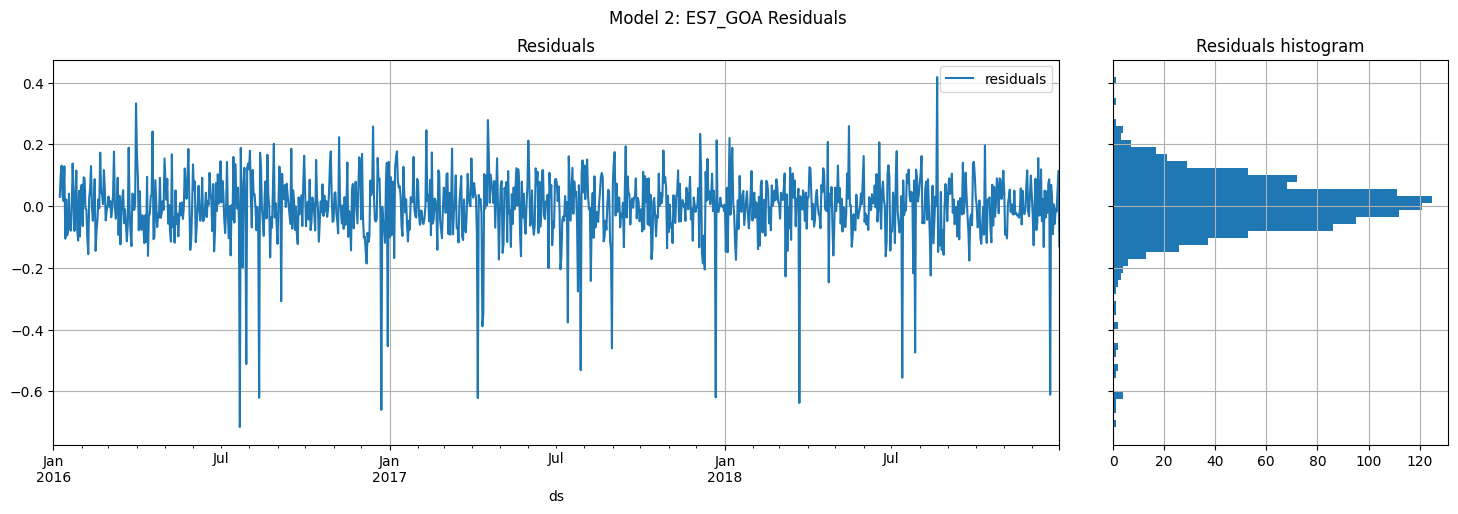 Model 2: ES7_GOA Residuals
Residuals
residuals
0.4
0.2
0.0
−0.2
−0.4
−0.6
Jan
2016
Jul
Jan
2017
Jul
Jan
2018
Jul
ds
Residuals histogram
0 20 40 60 80 100 120